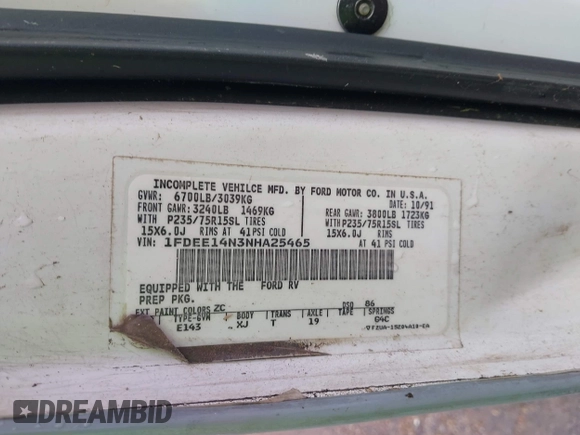 INCOMPLETE VEHILCE MFD. BY FORD MOTOR CO. IN U.S.A.
GVWR: 6700LB/3039KG DATE: 10/91
FRONT GAWR: 3240LB 1469KG REAR GAWR: 3800LB 1723KG
WITH P235/75R15SL TIRES WITH P235/75R15SL TIRES
15X6.0J RIMS AT 41 PSI COLD 15X6.0J RIMS AT 41 PSI COLD
VIN: 1FDEE14N3NHA25465
EQUIPPED WITH THE FORD RV
PREP PKG.
EXT PAINT COLORS ZC DSO 86
TYPE-GVM BODY TRANS AXLE TAPE SPRINGS
E143 XJ T 19 G4C
DREAMBID